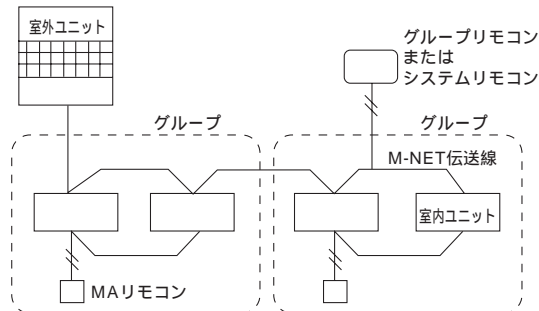 室外ユニット
グループリモコン
または
システムリモコン
グループ
グループ
M-NET伝送線
室内ユニット
MAリモコン